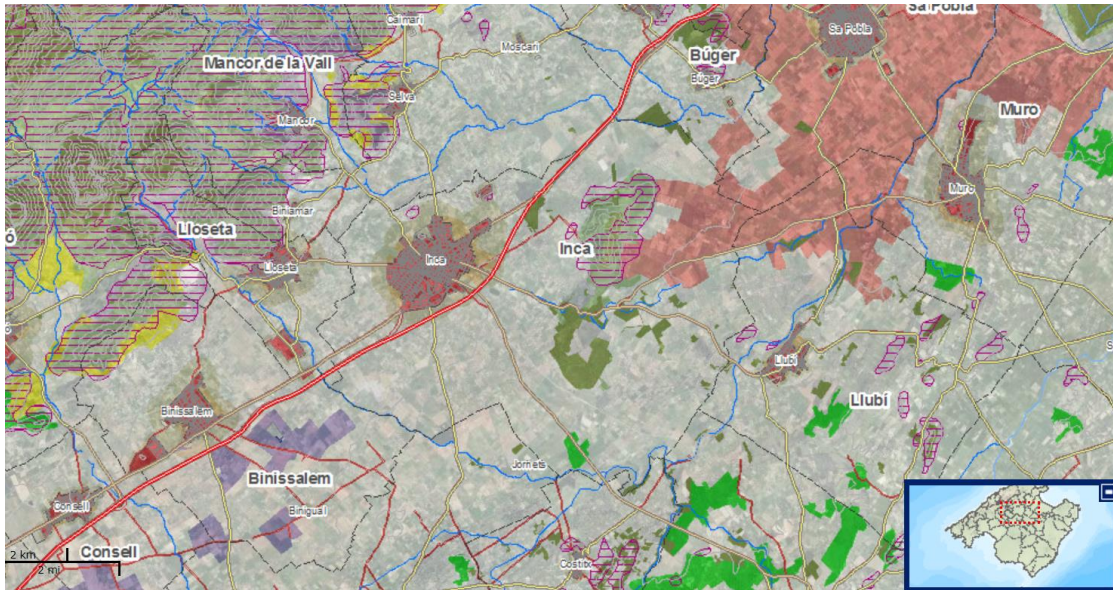 Caimari
Sa Pobla
Sa Pobla
Moscari
Búger
Búger
Mancor de la Vall
Selva
Mancor
Muro
Muro
Biniamar
Lloseta
ó
Inca
Inca
Lloseta
Llubí
Llubí
Binissalem
Jornets
Binissalem
Binigual
Consell
Consell
2 km
2 mi
Costitx